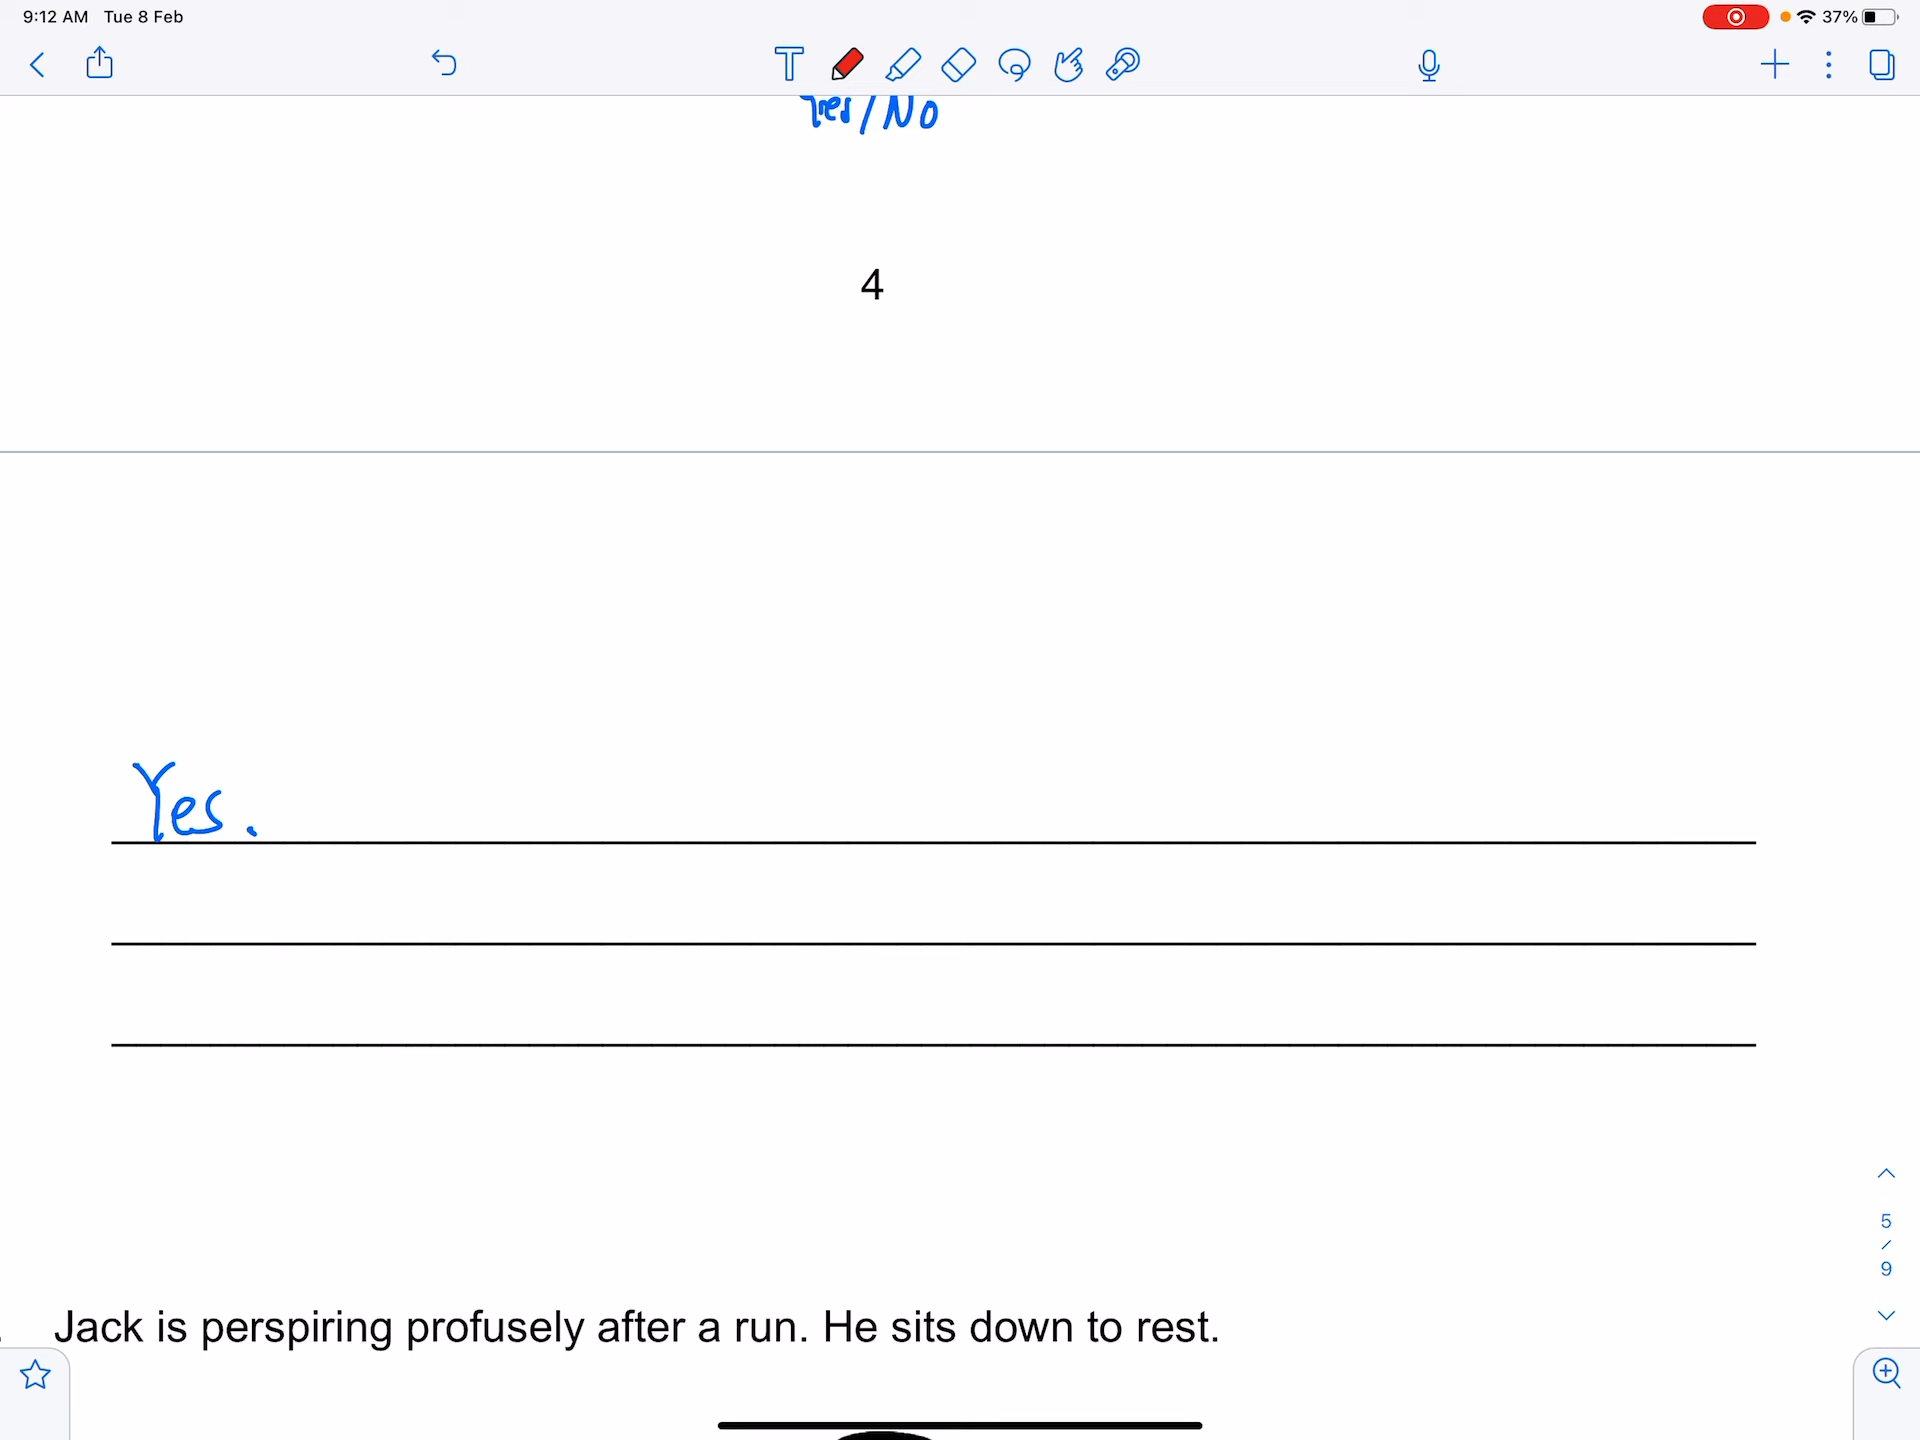 9:12 AM Tue 8 Feb
37%
T
Yes/No
4
Yes.
5
/
9
Jack is perspiring profusely after a run. He sits down to rest.